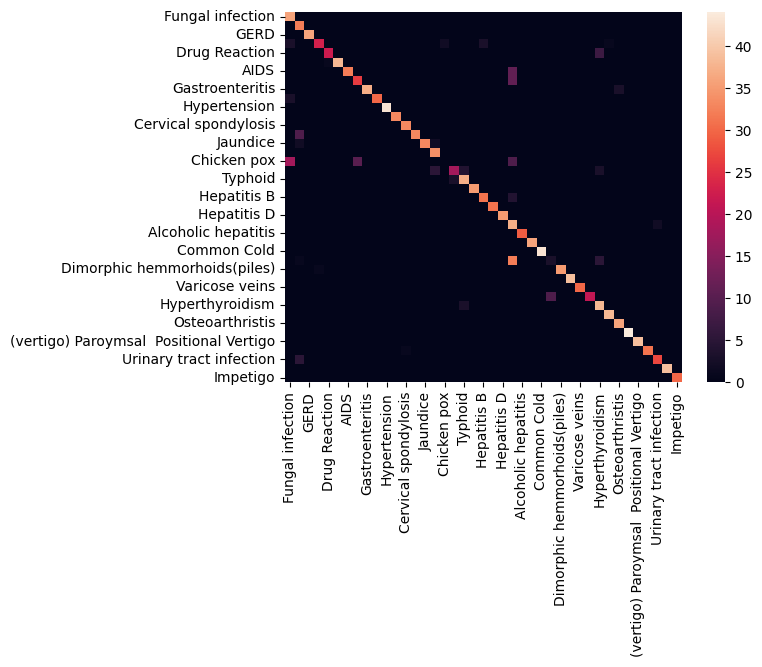 Fungal infection
GERD
Drug Reaction
AIDS
Gastroenteritis
Hypertension
Cervical spondylosis
Jaundice
Chicken pox
Typhoid
Hepatitis B
Hepatitis D
Alcoholic hepatitis
Common Cold
Dimorphic hemmorhoids(piles)
Varicose veins
Hyperthyroidism
Osteoarthristis
(vertigo) Paroymsal  Positional Vertigo
Urinary tract infection
Impetigo
Fungal infection
GERD
Drug Reaction
AIDS
Gastroenteritis
Hypertension
Cervical spondylosis
Jaundice
Chicken pox
Typhoid
Hepatitis B
Hepatitis D
Alcoholic hepatitis
Common Cold
Dimorphic hemmorhoids(piles)
Varicose veins
Hyperthyroidism
Osteoarthristis
(vertigo) Paroymsal  Positional Vertigo
Urinary tract infection
Impetigo
40
35
30
25
20
15
10
5
0